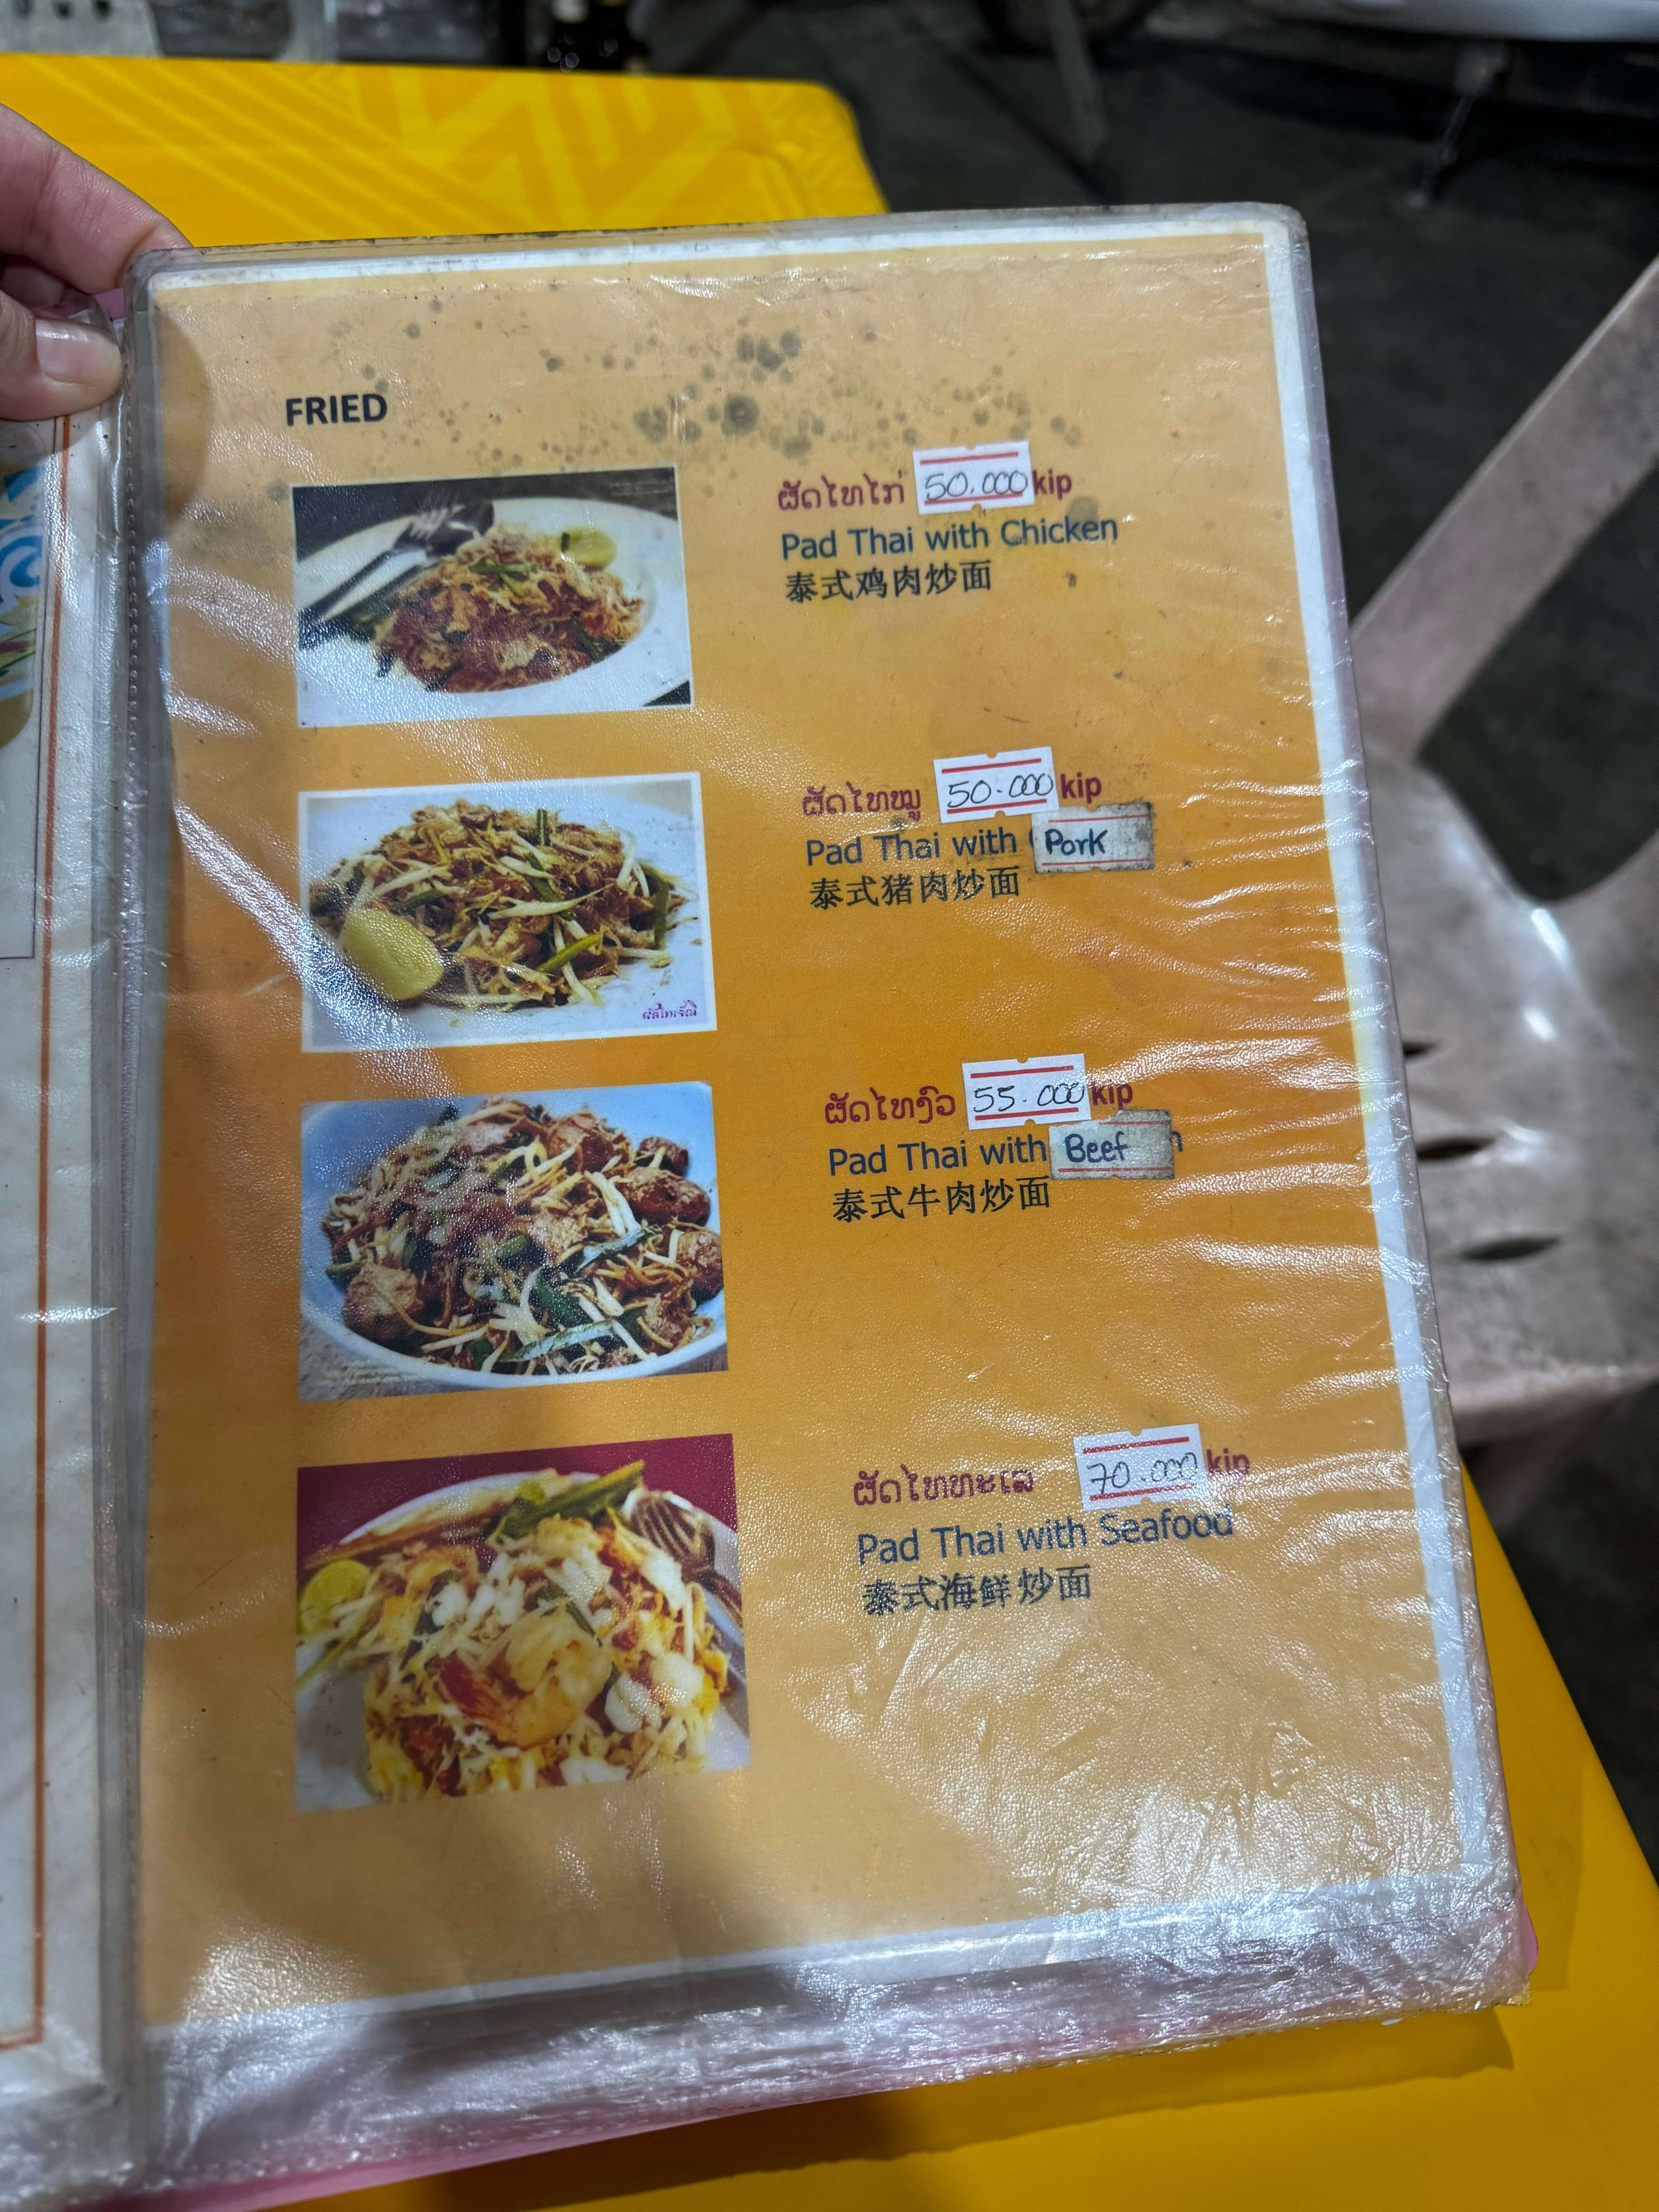 FRIED
ຜັດໄທໄກ່ 50.000 kip
Pad Thai with Chicken
泰式鸡肉炒面
ຜັດໄທໝູ 50.000 kip
Pad Thai with Pork
泰式猪肉炒面
ຜັດໄທງົວ 55.000 kip
Pad Thai with Beef
泰式牛肉炒面
ຜັດໄທທະເລ 70.000 kip
Pad Thai with Seafood
泰式海鲜炒面